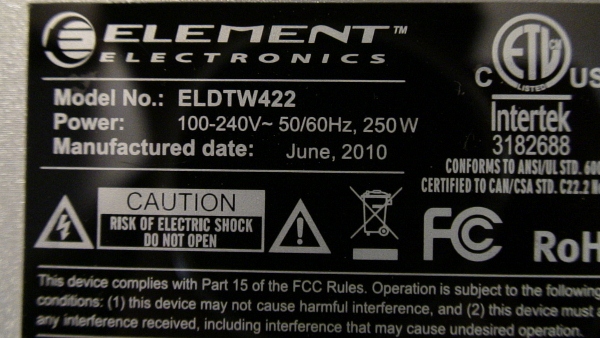 ELEMENT™
ELECTRONICS
Model No.: ELDTW422
Power: 100-240V~ 50/60Hz, 250W
Manufactured date: June, 2010
ETL
LISTED
C US
Intertek
3182688
CONFORMS TO ANSI/UL STD.
CERTIFIED TO CAN/CSA STD. C22.2
CAUTION
RISK OF ELECTRIC SHOCK
DO NOT OPEN
FC
RoH
This device complies with Part 15 of the FCC Rules. Operation is subject to the following
conditions: (1) this device may not cause harmful interference, and (2) this device must
any interference received, including interference that may cause undesired operation.